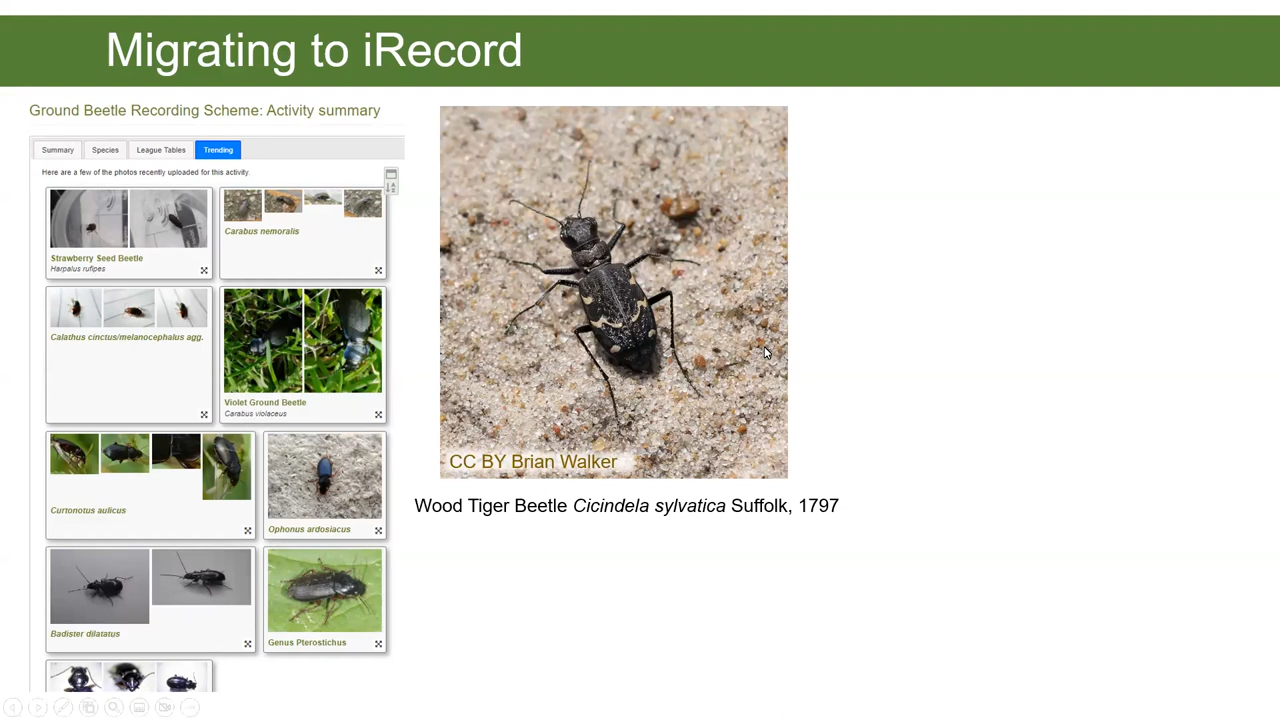 Migrating to iRecord
Ground Beetle Recording Scheme: Activity summary
Summary
Species
League Tables
Trending
Here are a few of the photos recently uploaded for this activity.
Strawberry Seed Beetle
Harpalus rufipes
Carabus nemoralis
Calathus cinctus/melanocephalus agg.
Violet Ground Beetle
Carabus violaceus
Curtonotus aulicus
Ophonus ardosiacus
Badister dilatatus
Genus Pterostichus
CC BY Brian Walker
Wood Tiger Beetle Cicindela sylvatica Suffolk, 1797